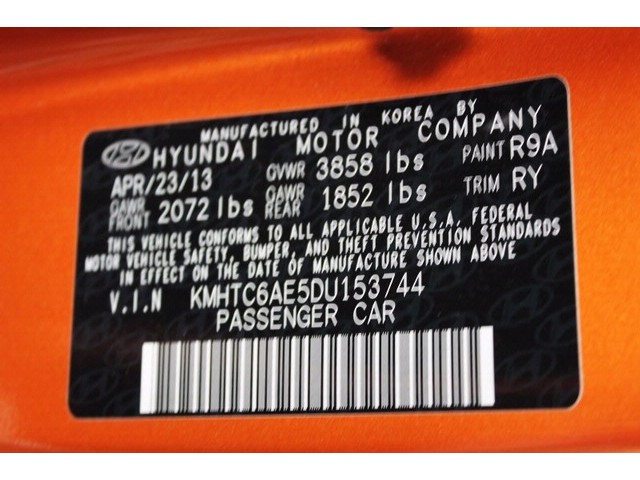 MANUFACTURED IN KOREA BY
HYUNDAI MOTOR COMPANY
APR/23/13 GVWR 3858 lbs PAINT R9A
GAWR FRONT 2072 lbs GAWR REAR 1852 lbs TRIM RY
THIS VEHICLE CONFORMS TO ALL APPLICABLE U.S.A. FEDERAL
MOTOR VEHICLE SAFETY, BUMPER, AND THEFT PREVENTION STANDARDS
IN EFFECT ON THE DATE OF MANUFACTURE SHOWN ABOVE
V.I.N KMHTC6AE5DU153744
PASSENGER CAR